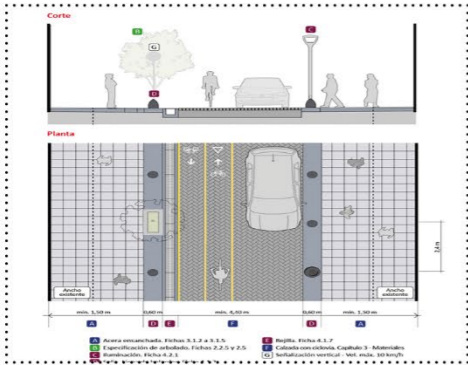 Corte
B
G
C
D
D
Planta
Ancho existente
Ancho existente
mín. 1,50 m
0,60 m
mín. 4,40 m
0,60 m
mín. 1,50 m
A
D
E
F
D
A
A Acera ensanchada. Fichas 3.1.2 a 3.1.5
B Especificación de arbolado. Fichas 2.2.5 y 2.5
C Iluminación. Ficha 4.2.1
E Rejilla. Ficha 4.1.7
F Calzada con ciclovía. Capítulo 3 - Materiales
G Señalización vertical - Vel. máx. 10 km/h